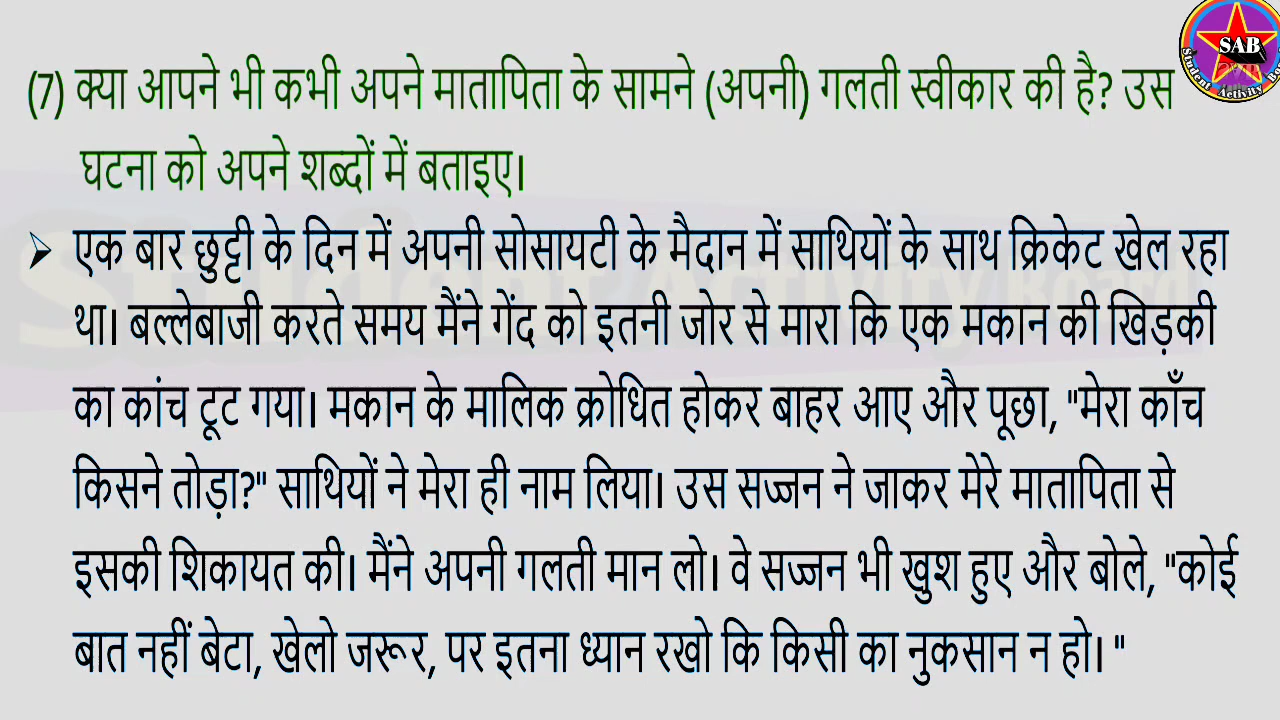 SAB
Student Activity
(7) क्या आपने भी कभी अपने मातापिता के सामने (अपनी) गलती स्वीकार की है? उस
घटना को अपने शब्दों में बताइए।
➢ एक बार छुट्टी के दिन में अपनी सोसायटी के मैदान में साथियों के साथ क्रिकेट खेल रहा
था। बल्लेबाजी करते समय मैंने गेंद को इतनी जोर से मारा कि एक मकान की खिड़की
का कांच टूट गया। मकान के मालिक क्रोधित होकर बाहर आए और पूछा, "मेरा काँच
किसने तोड़ा?" साथियों ने मेरा ही नाम लिया। उस सज्जन ने जाकर मेरे मातापिता से
इसकी शिकायत की। मैंने अपनी गलती मान लो। वे सज्जन भी खुश हुए और बोले, "कोई
बात नहीं बेटा, खेलो जरूर, पर इतना ध्यान रखो कि किसी का नुकसान न हो। "